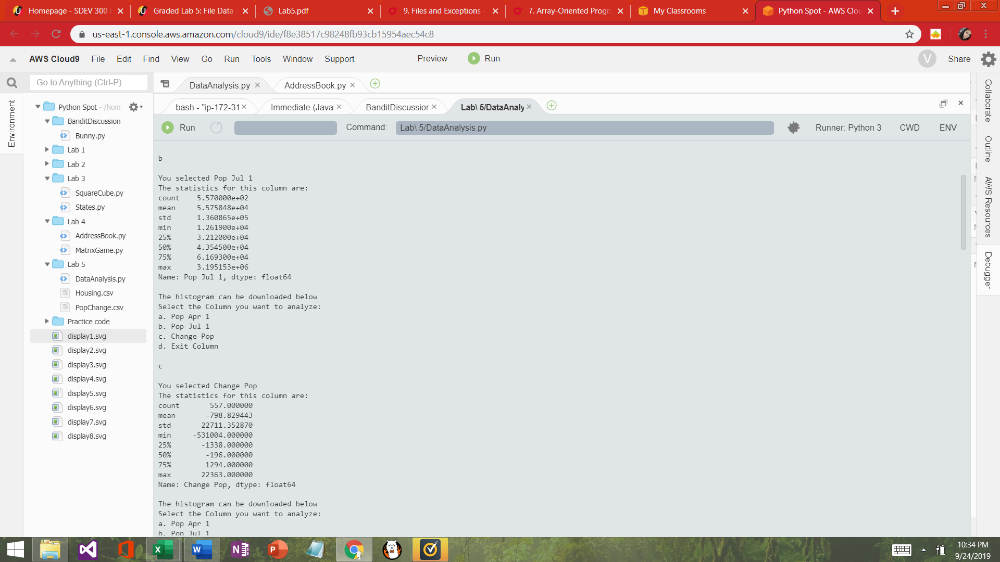 Homepage - SDEV 300 6
Graded Lab 5: File Data
Lab5.pdf
9. Files and Exceptions -
7. Array-Oriented Progra
My Classrooms
Python Spot - AWS Clou
us-east-1.console.aws.amazon.com/cloud9/ide/f8e38517c98248fb93cb15954aec54c8
AWS Cloud9 File Edit Find View Go Run Tools Window Support Preview Run V Share
Go to Anything (Ctrl-P)
DataAnalysis.py
AddressBook.py
bash - "ip-172-31
Immediate (Java
BanditDiscussion
Lab\ 5/DataAnaly
Run Command: Lab\ 5/DataAnalysis.py Runner: Python 3 CWD ENV
Environment
Python Spot - /hom
BanditDiscussion
Bunny.py
Lab 1
Lab 2
Lab 3
SquareCube.py
States.py
Lab 4
AddressBook.py
MatrixGame.py
Lab 5
DataAnalysis.py
Housing.csv
PopChange.csv
Practice code
display1.svg
display2.svg
display3.svg
display4.svg
display5.svg
display6.svg
display7.svg
display8.svg
b
You selected Pop Jul 1
The statistics for this column are:
count 5.570000e+02
mean 5.575848e+04
std 1.360865e+05
min 1.261900e+04
25% 3.212000e+04
50% 4.354500e+04
75% 6.169300e+04
max 3.195153e+06
Name: Pop Jul 1, dtype: float64
The histogram can be downloaded below
Select the Column you want to analyze:
a. Pop Apr 1
b. Pop Jul 1
c. Change Pop
d. Exit Column
c
You selected Change Pop
The statistics for this column are:
count 557.000000
mean -798.829443
std 22711.352870
min -531004.000000
25% -1338.000000
50% -196.000000
75% 1294.000000
max 22363.000000
Name: Change Pop, dtype: float64
The histogram can be downloaded below
Select the Column you want to analyze:
a. Pop Apr 1
b. Pop Jul 1
Collaborate
Outline
AWS Resources
Debugger
10:34 PM
9/24/2019